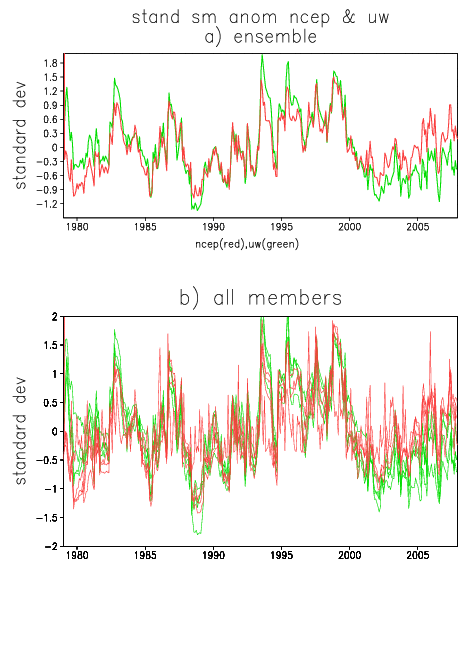 stand sm anom ncep & uw
a) ensemble
standard dev
1.8
1.5
1.2
0.9
0.6
0.3
0
-0.3
-0.6
-0.9
-1.2
1980 1985 1990 1995 2000 2005
ncep(red),uw(green)
b) all members
standard dev
2
1.5
1
0.5
0
-0.5
-1
-1.5
-2
1980 1985 1990 1995 2000 2005